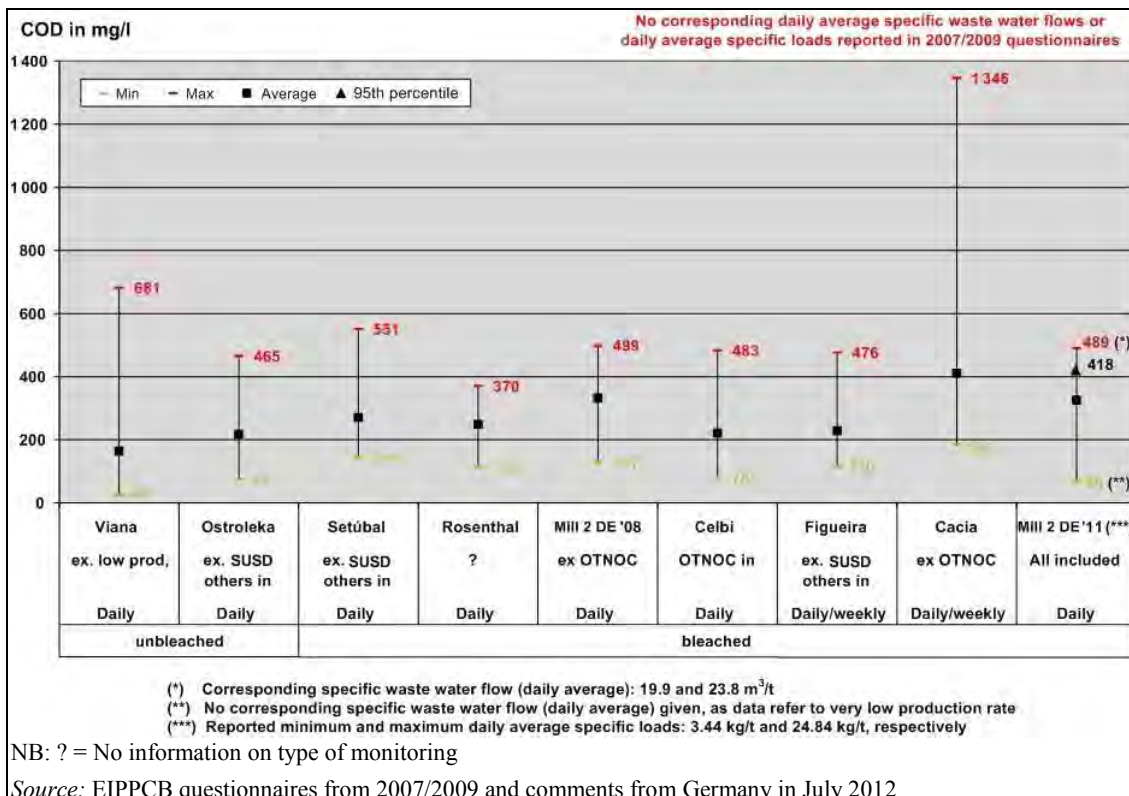 COD in mg/l
No corresponding daily average specific waste water flows or
daily average specific loads reported in 2007/2009 questionnaires
1 400
1 200
1 000
800
600
400
200
0
Min Max Average 95th percentile
681
465
551
370
499
483
476
1 346
489 (*)
418
(**)
Viana Ostroleka Setúbal Rosenthal Mill 2 DE '08 Celbi Figueira Cacia Mill 2 DE '11 (***
ex. low prod, ex. SUSD ex. SUSD ? ex OTNOC OTNOC in ex. SUSD ex OTNOC All included
others in others in others in
Daily Daily Daily Daily Daily Daily Daily/weekly Daily/weekly Daily
unbleached bleached
(*) Corresponding specific waste water flow (daily average): 19.9 and 23.8 m³/t
(**) No corresponding specific waste water flow (daily average) given, as data refer to very low production rate
(***) Reported minimum and maximum daily average specific loads: 3.44 kg/t and 24.84 kg/t, respectively
NB: ? = No information on type of monitoring
Source: EIPPCB questionnaires from 2007/2009 and comments from Germany in July 2012